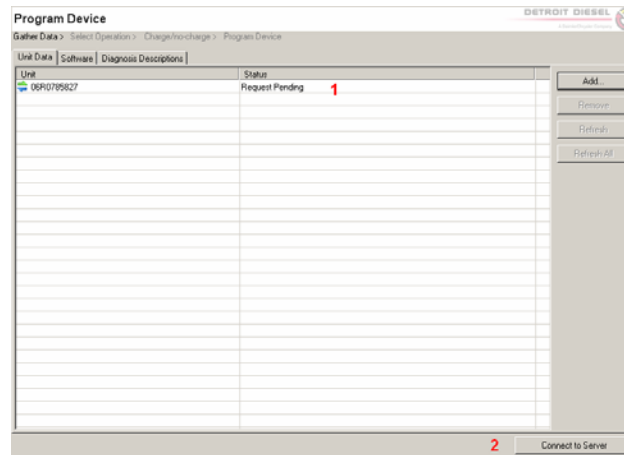 Program Device
DETROIT DIESEL
Gather Data > Select Operation > Charge/no-charge > Program Device
Unit Data Software Diagnosis Descriptions
Unit Status
06R0785827 Request Pending 1
Add...
Remove
Refresh
Refresh All
2 Connect to Server